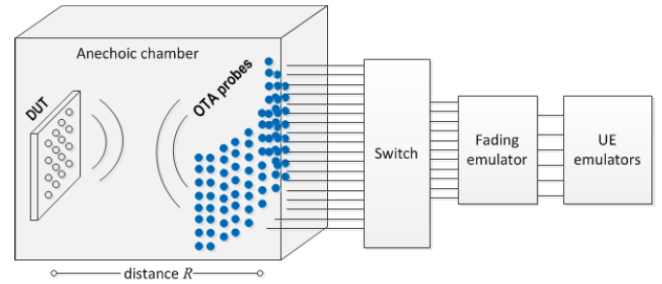 Anechoic chamber
DUT
OTA probes
Switch
Fading
emulator
UE
emulators
distance R